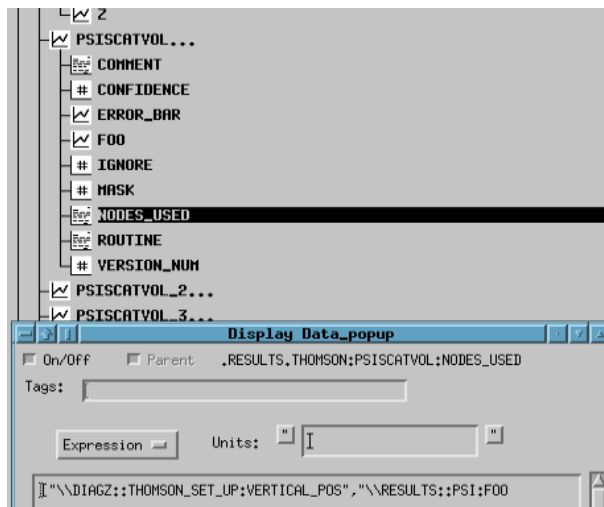 Z
PSISCATVOL...
COMMENT
# CONFIDENCE
ERROR_BAR
FOO
# IGNORE
# MASK
NODES_USED
ROUTINE
# VERSION_NUM
PSISCATVOL_2...
PSISCATVOL_3...
Display Data_popup
On/Off Parent .RESULTS.THOMSON:PSISCATVOL:NODES_USED
Tags:
Expression Units: " "
"\\DIAGZ::THOMSON_SET_UP:VERTICAL_POS","\\RESULTS::PSI:FOO